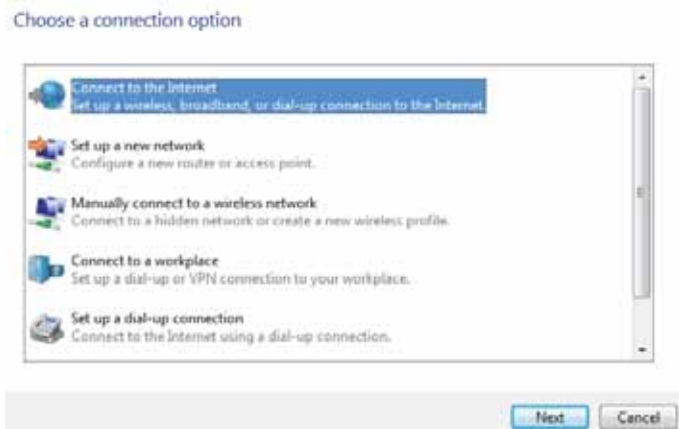 Choose a connection option
Connect to the Internet
Set up a wireless, broadband, or dial-up connection to the Internet.
Set up a new network
Configure a new router or access point.
Manually connect to a wireless network
Connect to a hidden network or create a new wireless profile.
Connect to a workplace
Set up a dial-up or VPN connection to your workplace.
Set up a dial-up connection
Connect to the Internet using a dial-up connection.
Next
Cancel